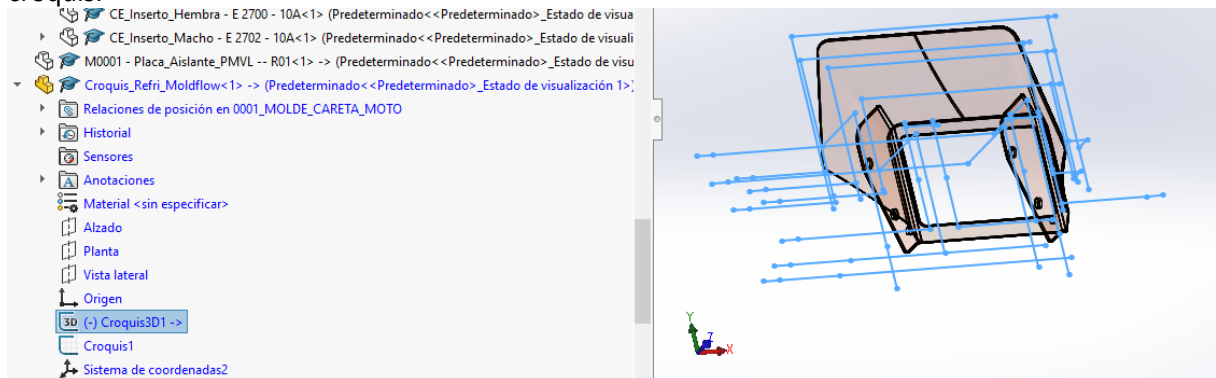 croquis.
CE_Inserto_Hembra - E 2700 - 10A<1> (Predeterminado<<Predeterminado>_Estado de visua
CE_Inserto_Macho - E 2702 - 10A<1> (Predeterminado<<Predeterminado>_Estado de visuali
M0001 - Placa_Aislante_PMVL -- R01<1> -> (Predeterminado<<Predeterminado>_Estado de visu
Croquis_Refri_Moldflow<1> -> (Predeterminado<<Predeterminado>_Estado de visualización 1>)
Relaciones de posición en 0001_MOLDE_CARETA_MOTO
Historial
Sensores
Anotaciones
Material <sin especificar>
Alzado
Planta
Vista lateral
Origen
3D (-) Croquis3D1 ->
Croquis1
Sistema de coordenadas2
Y
Z
X